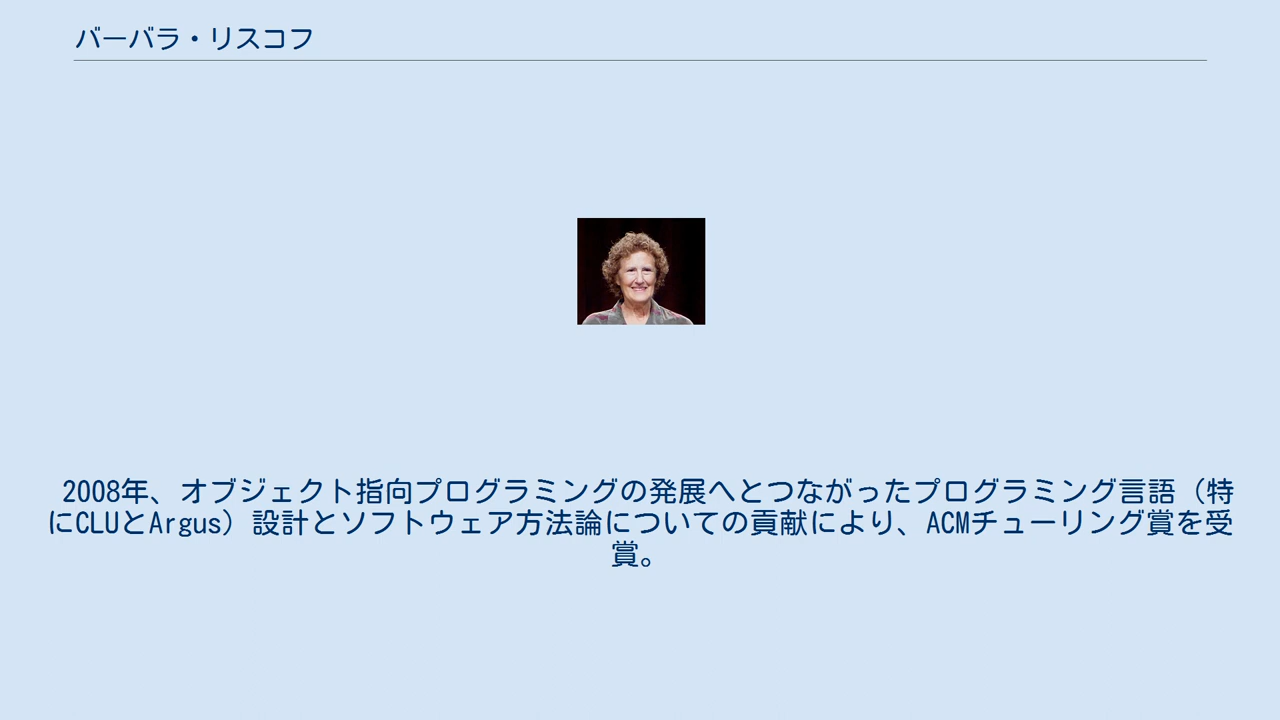 バーバラ・リスコフ
2008年、オブジェクト指向プログラミングの発展へとつながったプログラミング言語（特
にCLUとArgus）設計とソフトウェア方法論についての貢献により、ACMチューリング賞を受
賞。